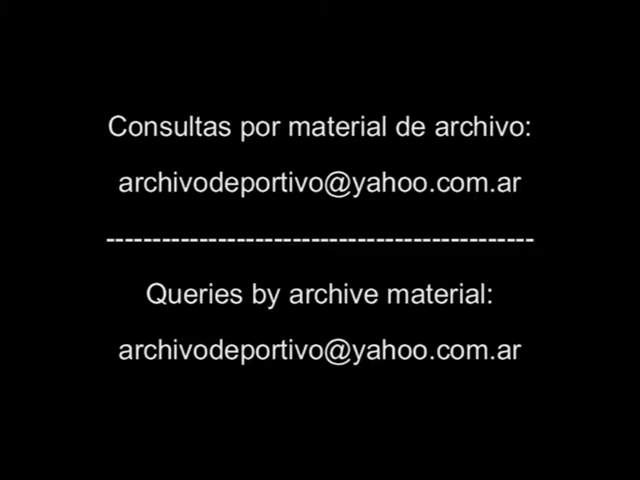 Consultas por material de archivo:
archivodeportivo@yahoo.com.ar
----------------------------------------------
Queries by archive material:
archivodeportivo@yahoo.com.ar